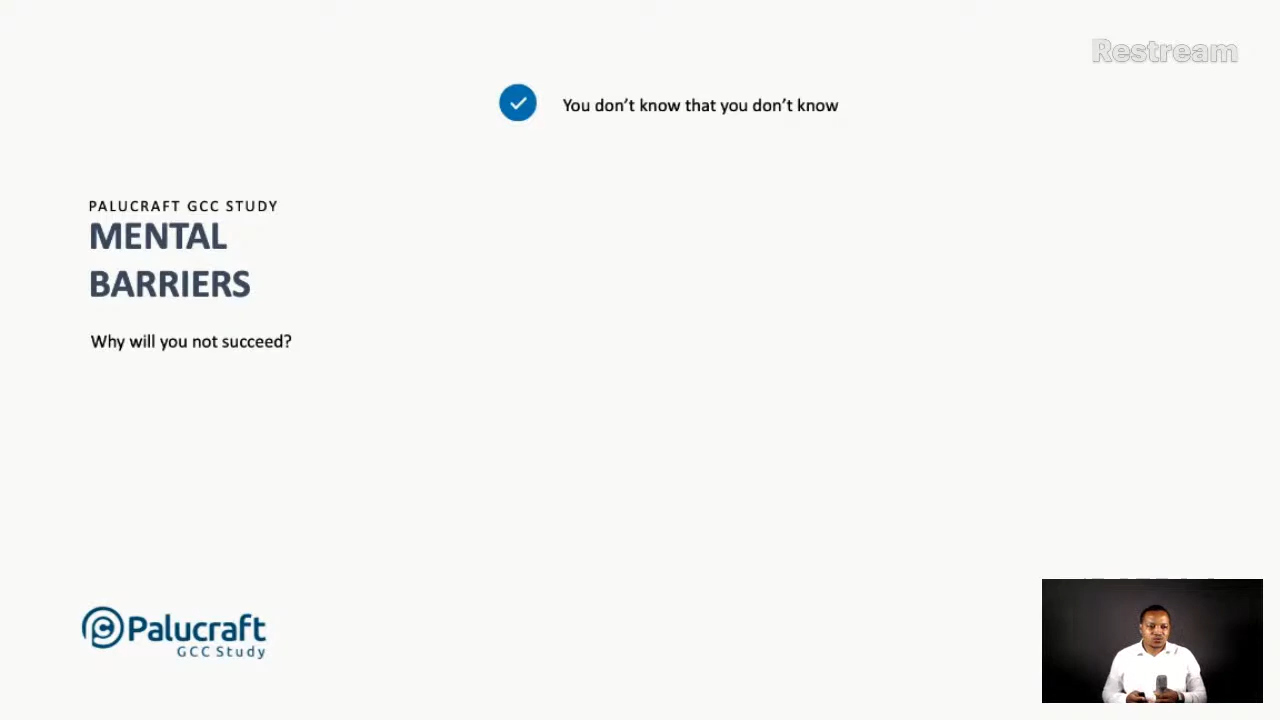 Restream
You don’t know that you don’t know
PALUCRAFT GCC STUDY
MENTAL
BARRIERS
Why will you not succeed?
Palucraft
GCC Study